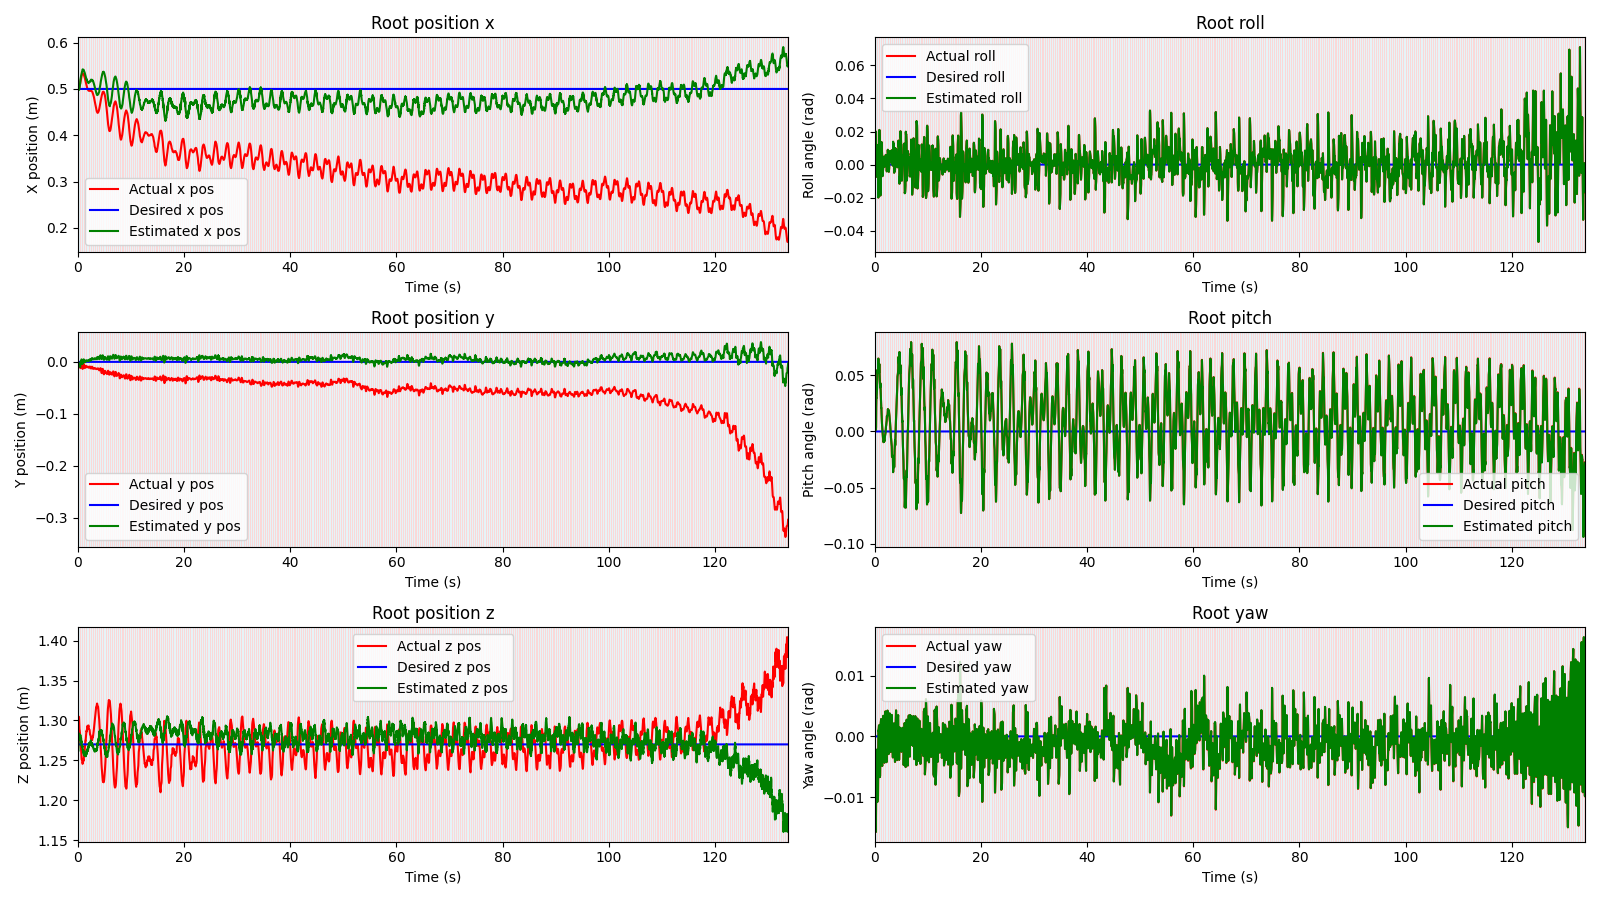 Root position x
X position (m)
0.6
0.5
0.4
0.3
0.2
Actual x pos
Desired x pos
Estimated x pos
0 20 40 60 80 100 120
Time (s)
Root roll
Roll angle (rad)
0.06
0.04
0.02
0.00
−0.02
−0.04
Actual roll
Desired roll
Estimated roll
0 20 40 60 80 100 120
Time (s)
Root position y
Y position (m)
0.0
−0.1
−0.2
−0.3
Actual y pos
Desired y pos
Estimated y pos
0 20 40 60 80 100 120
Time (s)
Root pitch
Pitch angle (rad)
0.05
0.00
−0.05
−0.10
Actual pitch
Desired pitch
Estimated pitch
0 20 40 60 80 100 120
Time (s)
Root position z
Z position (m)
1.40
1.35
1.30
1.25
1.20
1.15
Actual z pos
Desired z pos
Estimated z pos
0 20 40 60 80 100 120
Time (s)
Root yaw
Yaw angle (rad)
0.01
0.00
−0.01
Actual yaw
Desired yaw
Estimated yaw
0 20 40 60 80 100 120
Time (s)